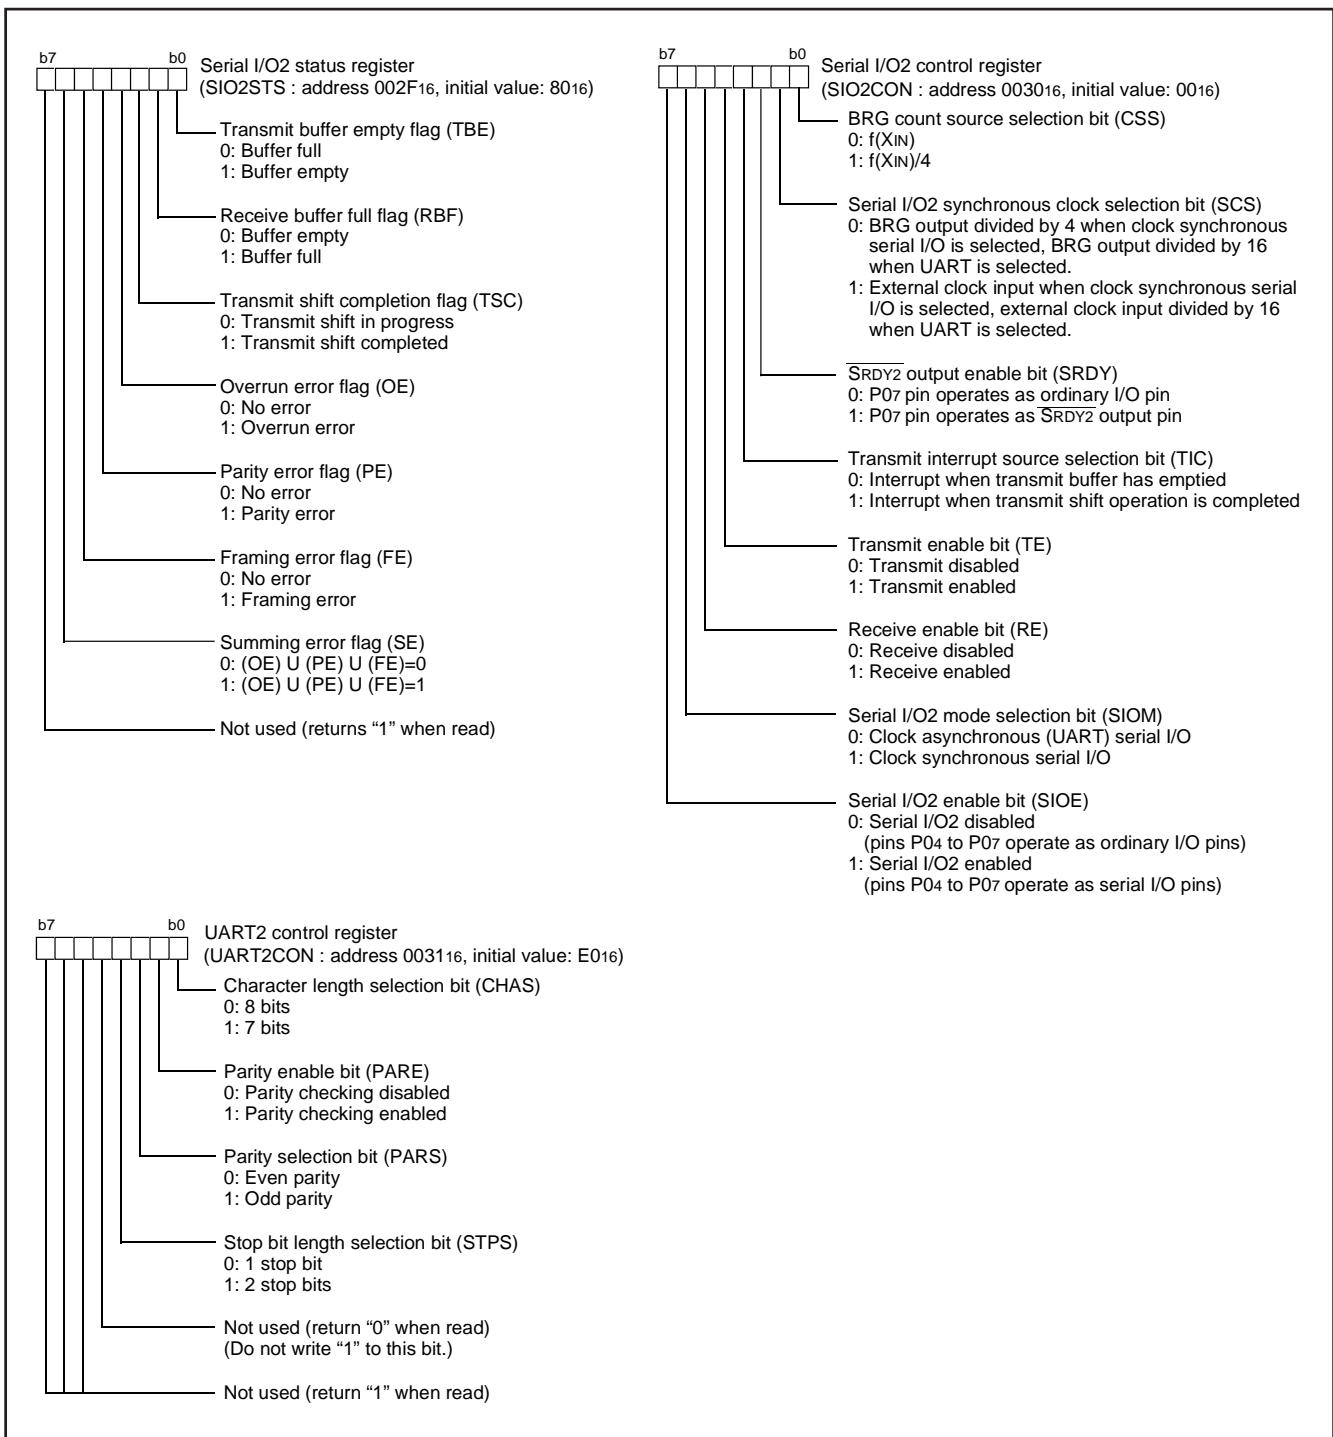 b7 b0
Serial I/O2 status register
(SIO2STS : address 002F16, initial value: 8016)
Transmit buffer empty flag (TBE)
0: Buffer full
1: Buffer empty
Receive buffer full flag (RBF)
0: Buffer empty
1: Buffer full
Transmit shift completion flag (TSC)
0: Transmit shift in progress
1: Transmit shift completed
Overrun error flag (OE)
0: No error
1: Overrun error
Parity error flag (PE)
0: No error
1: Parity error
Framing error flag (FE)
0: No error
1: Framing error
Summing error flag (SE)
0: (OE) U (PE) U (FE)=0
1: (OE) U (PE) U (FE)=1
Not used (returns “1” when read)
b7 b0
Serial I/O2 control register
(SIO2CON : address 003016, initial value: 0016)
BRG count source selection bit (CSS)
0: f(XIN)
1: f(XIN)/4
Serial I/O2 synchronous clock selection bit (SCS)
0: BRG output divided by 4 when clock synchronous
serial I/O is selected, BRG output divided by 16
when UART is selected.
1: External clock input when clock synchronous serial
I/O is selected, external clock input divided by 16
when UART is selected.
SRDY2 output enable bit (SRDY)
0: P07 pin operates as ordinary I/O pin
1: P07 pin operates as SRDY2 output pin
Transmit interrupt source selection bit (TIC)
0: Interrupt when transmit buffer has emptied
1: Interrupt when transmit shift operation is completed
Transmit enable bit (TE)
0: Transmit disabled
1: Transmit enabled
Receive enable bit (RE)
0: Receive disabled
1: Receive enabled
Serial I/O2 mode selection bit (SIOM)
0: Clock asynchronous (UART) serial I/O
1: Clock synchronous serial I/O
Serial I/O2 enable bit (SIOE)
0: Serial I/O2 disabled
(pins P04 to P07 operate as ordinary I/O pins)
1: Serial I/O2 enabled
(pins P04 to P07 operate as serial I/O pins)
b7 b0
UART2 control register
(UART2CON : address 003116, initial value: E016)
Character length selection bit (CHAS)
0: 8 bits
1: 7 bits
Parity enable bit (PARE)
0: Parity checking disabled
1: Parity checking enabled
Parity selection bit (PARS)
0: Even parity
1: Odd parity
Stop bit length selection bit (STPS)
0: 1 stop bit
1: 2 stop bits
Not used (return “0” when read)
(Do not write “1” to this bit.)
Not used (return “1” when read)